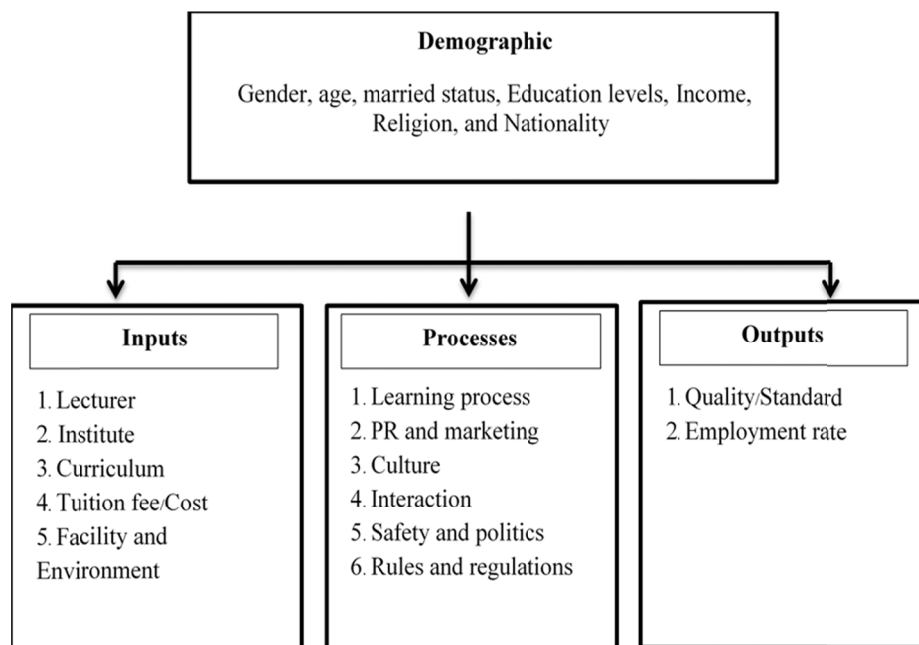 Demographic
Gender, age, married status, Education levels, Income,
Religion, and Nationality
Inputs
1. Lecturer
2. Institute
3. Curriculum
4. Tuition fee/Cost
5. Facility and
Environment
Processes
1. Learning process
2. PR and marketing
3. Culture
4. Interaction
5. Safety and politics
6. Rules and regulations
Outputs
1. Quality/Standard
2. Employment rate